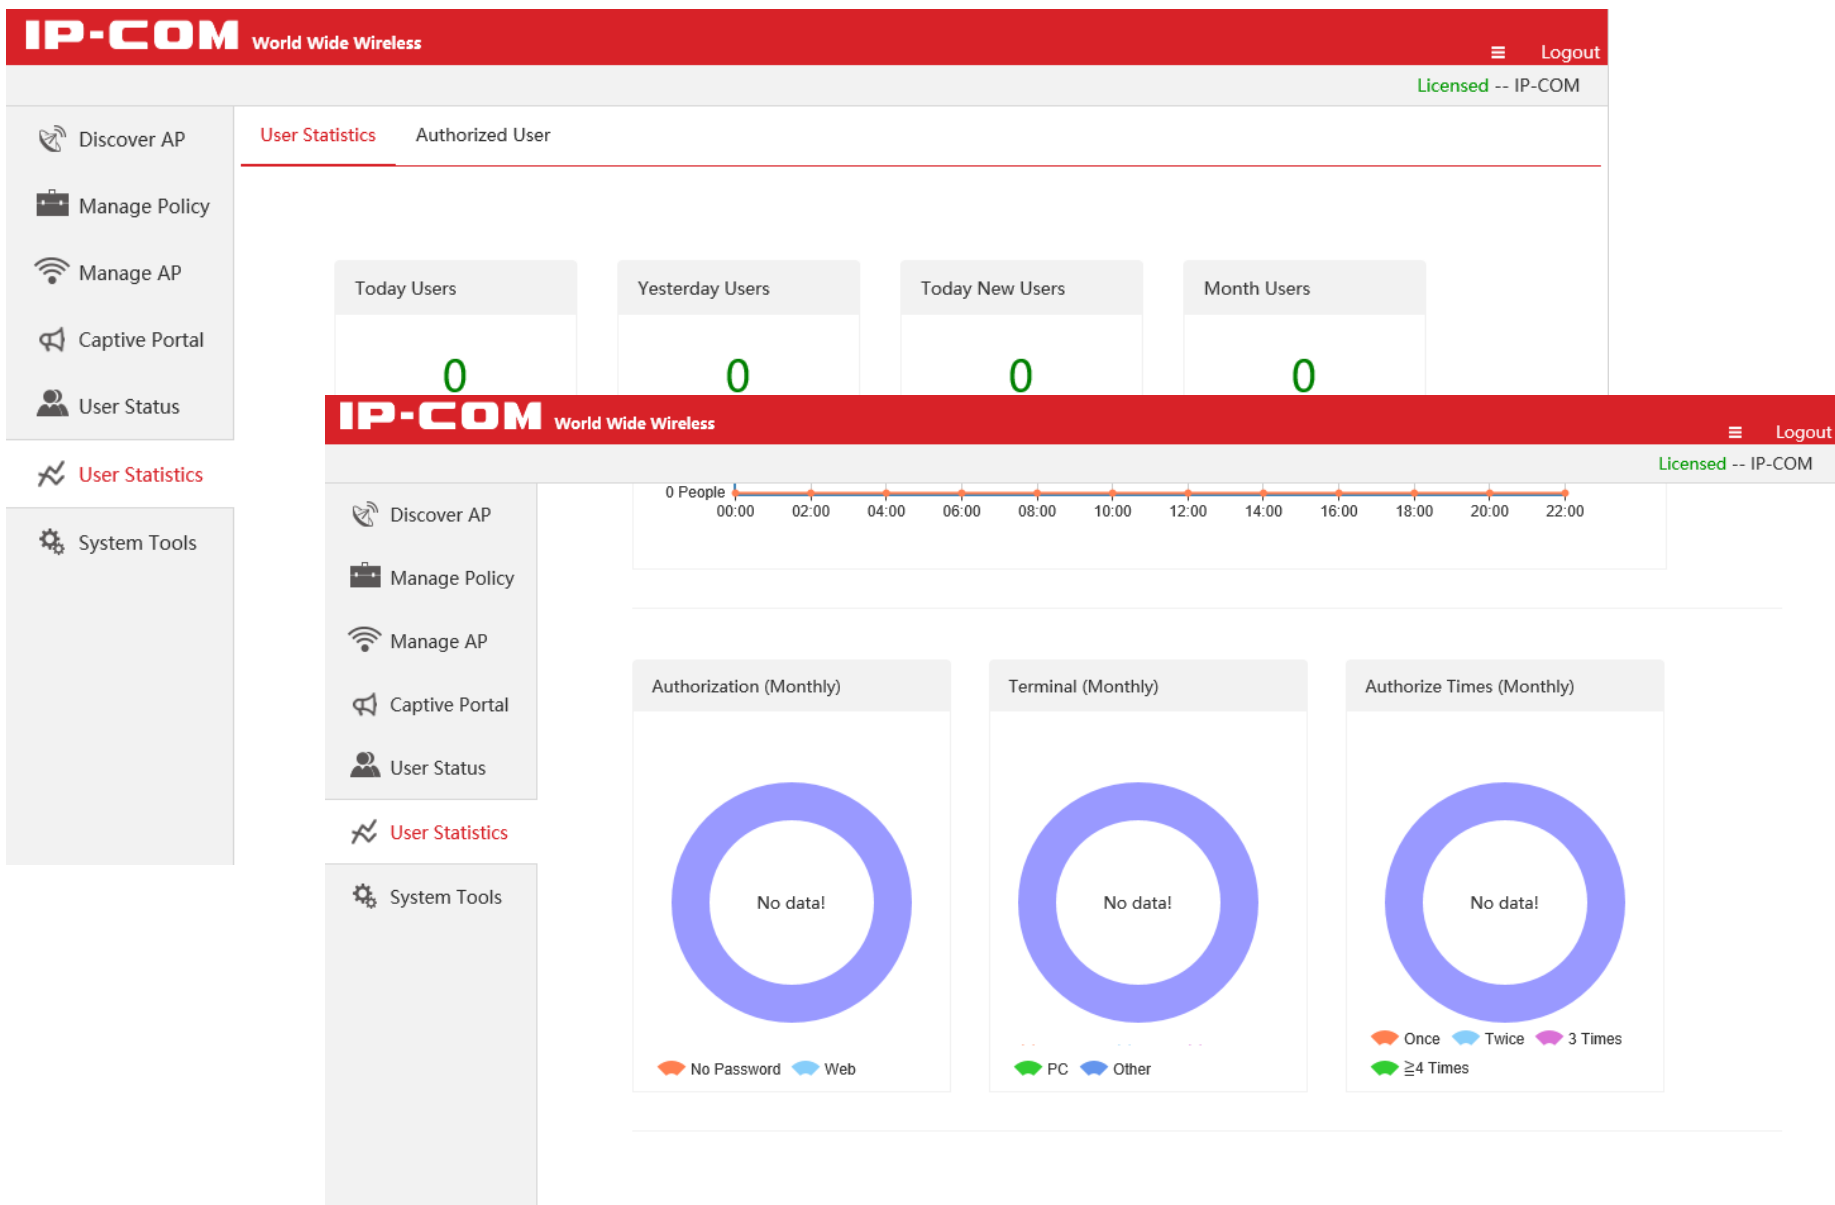 IP-COM World Wide Wireless
Logout
Licensed -- IP-COM
Discover AP
Manage Policy
Manage AP
Captive Portal
User Status
User Statistics
System Tools
User Statistics Authorized User
Today Users Yesterday Users Today New Users Month Users
0 0 0 0
IP-COM World Wide Wireless
Logout
Licensed -- IP-COM
Discover AP
Manage Policy
Manage AP
Captive Portal
User Status
User Statistics
System Tools
0 People
00:00 02:00 04:00 06:00 08:00 10:00 12:00 14:00 16:00 18:00 20:00 22:00
Authorization (Monthly)
No data!
No Password Web
Terminal (Monthly)
No data!
PC Other
Authorize Times (Monthly)
No data!
Once Twice 3 Times
≧4 Times